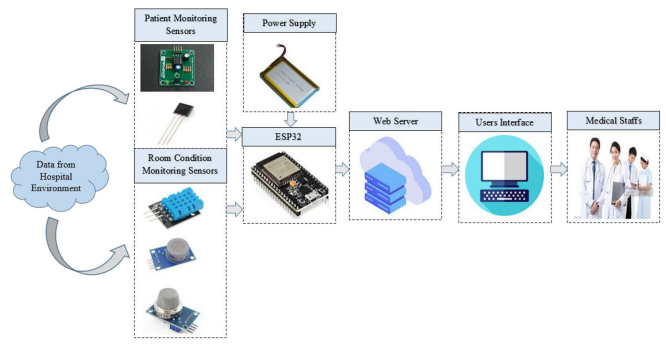 Patient Monitoring
Sensors
Power Supply
Data from
Hospital
Environment
Room Condition
Monitoring Sensors
ESP32
Web Server
Users Interface
Medical Staffs